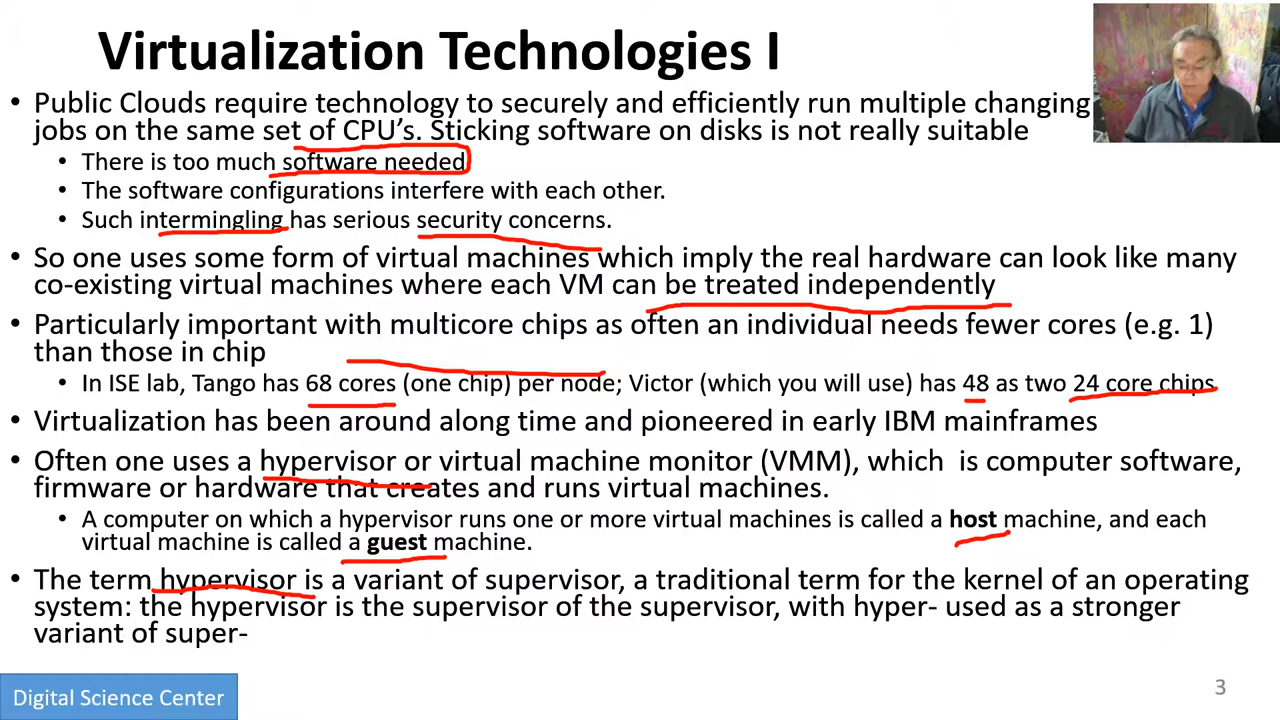 Virtualization Technologies I
• Public Clouds require technology to securely and efficiently run multiple changing
jobs on the same set of CPU's. Sticking software on disks is not really suitable
• There is too much software needed
• The software configurations interfere with each other.
• Such intermingling has serious security concerns.
• So one uses some form of virtual machines which imply the real hardware can look like many
co-existing virtual machines where each VM can be treated independently
• Particularly important with multicore chips as often an individual needs fewer cores (e.g. 1)
than those in chip
• In ISE lab, Tango has 68 cores (one chip) per node; Victor (which you will use) has 48 as two 24 core chips
• Virtualization has been around along time and pioneered in early IBM mainframes
• Often one uses a hypervisor or virtual machine monitor (VMM), which is computer software,
firmware or hardware that creates and runs virtual machines.
• A computer on which a hypervisor runs one or more virtual machines is called a host machine, and each
virtual machine is called a guest machine.
• The term hypervisor is a variant of supervisor, a traditional term for the kernel of an operating
system: the hypervisor is the supervisor of the supervisor, with hyper- used as a stronger
variant of super-
Digital Science Center
3